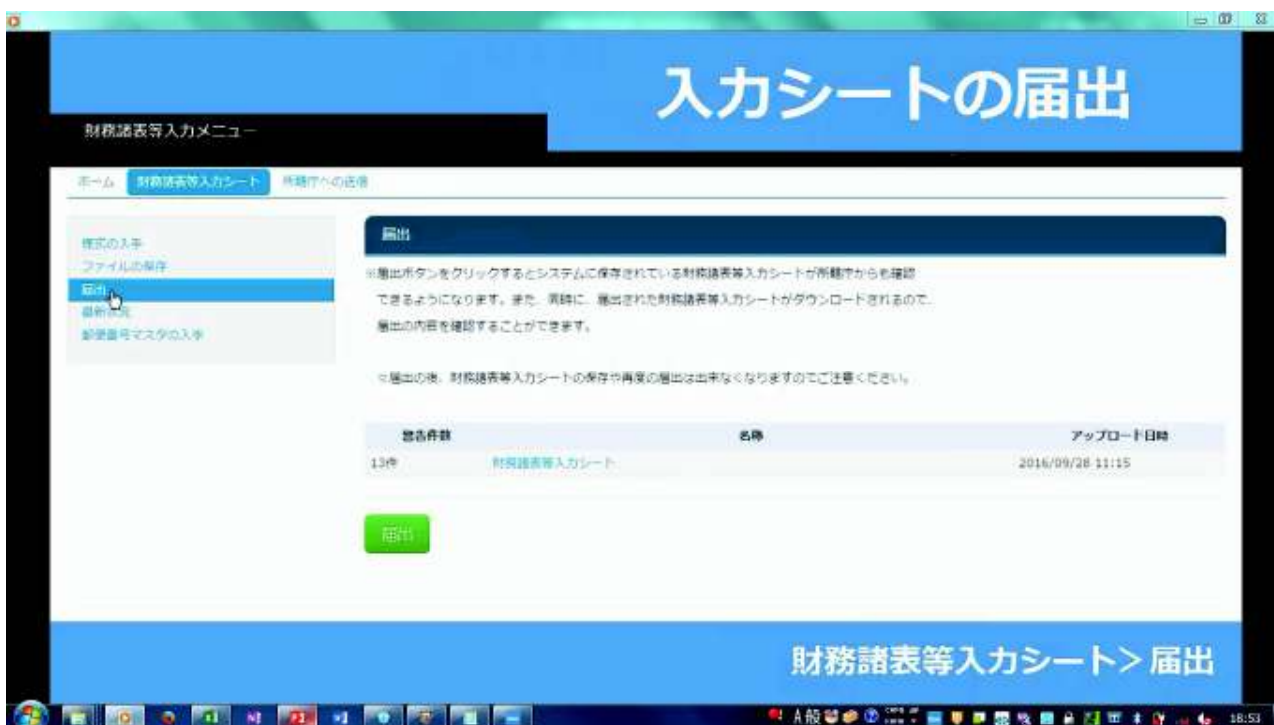 入力シートの届出
財務諸表等入力メニュー
ホーム 財務諸表等入力シート 所轄庁への送信
様式の入手
ファイルの保存
届出
最新状況
郵便番号マスタの入手
届出
※届出ボタンをクリックするとシステムに保存されている財務諸表等入力シートが所轄庁からも確認
できるようになります。また、同時に、届出された財務諸表等入力シートがダウンロードされるので、
届出の内容を確認することができます。
※届出の後、財務諸表等入力シートの保存や再度の届出は出来なくなりますのでご注意ください。
警告件数 名称 アップロード日時
13件 財務諸表等入力シート 2016/09/28 11:15
届出
財務諸表等入力シート＞届出
A 般
18:53